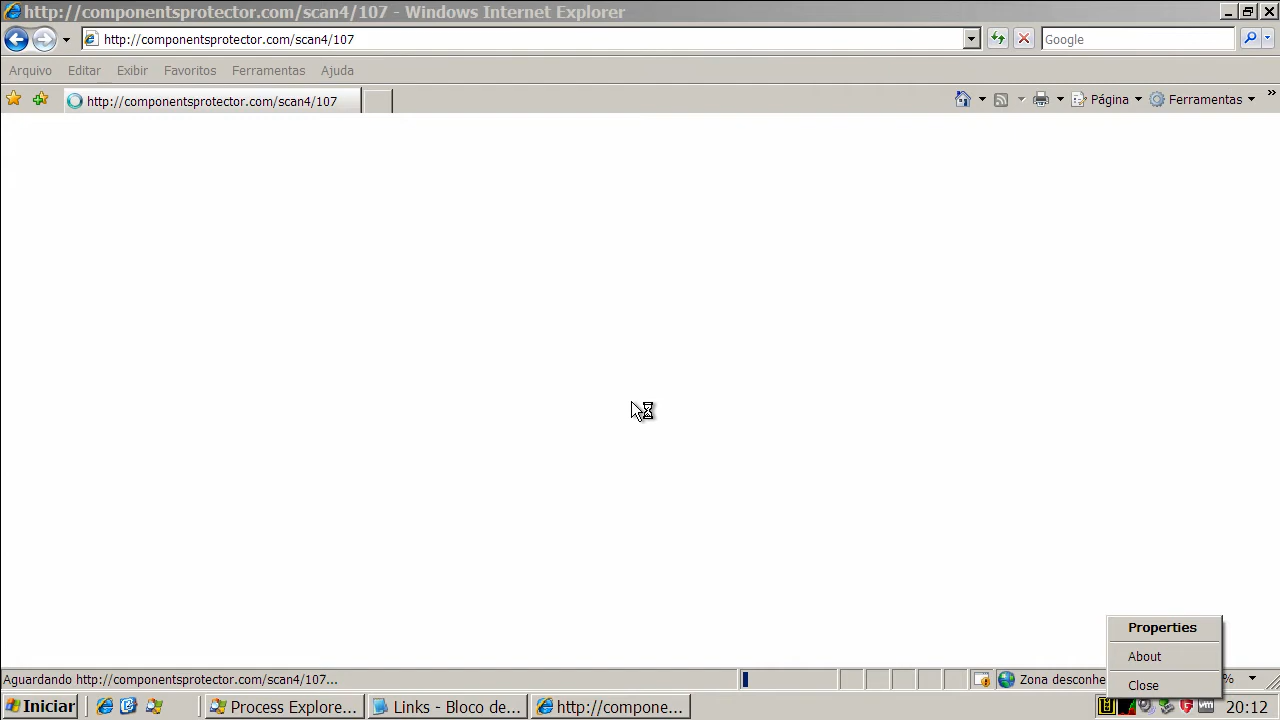 http://componentsprotector.com/scan4/107 - Windows Internet Explorer
http://componentsprotector.com/scan4/107
Google
Arquivo Editar Exibir Favoritos Ferramentas Ajuda
http://componentsprotector.com/scan4/107
Página Ferramentas
Properties
About
Close
Aguardando http://componentsprotector.com/scan4/107...
Zona desconhe
%
Iniciar
Process Explore...
Links - Bloco de...
http://compone...
20:12